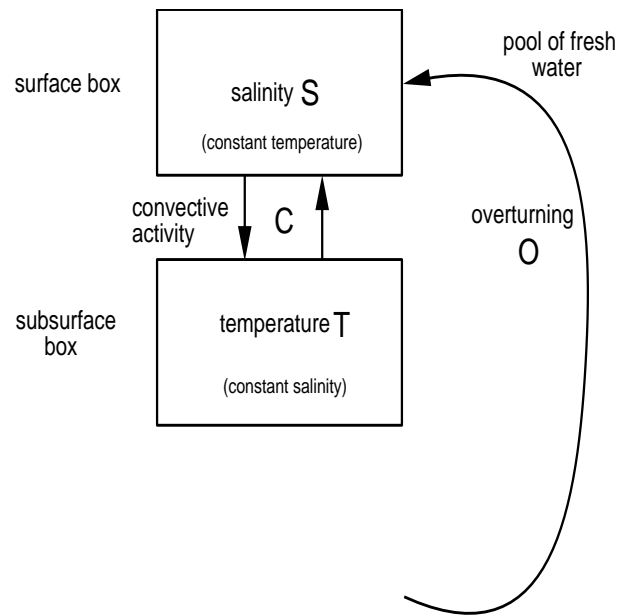 pool of fresh
water
surface box
salinity S
(constant temperature)
convective
activity
C
overturning
O
subsurface
box
temperature T
(constant salinity)